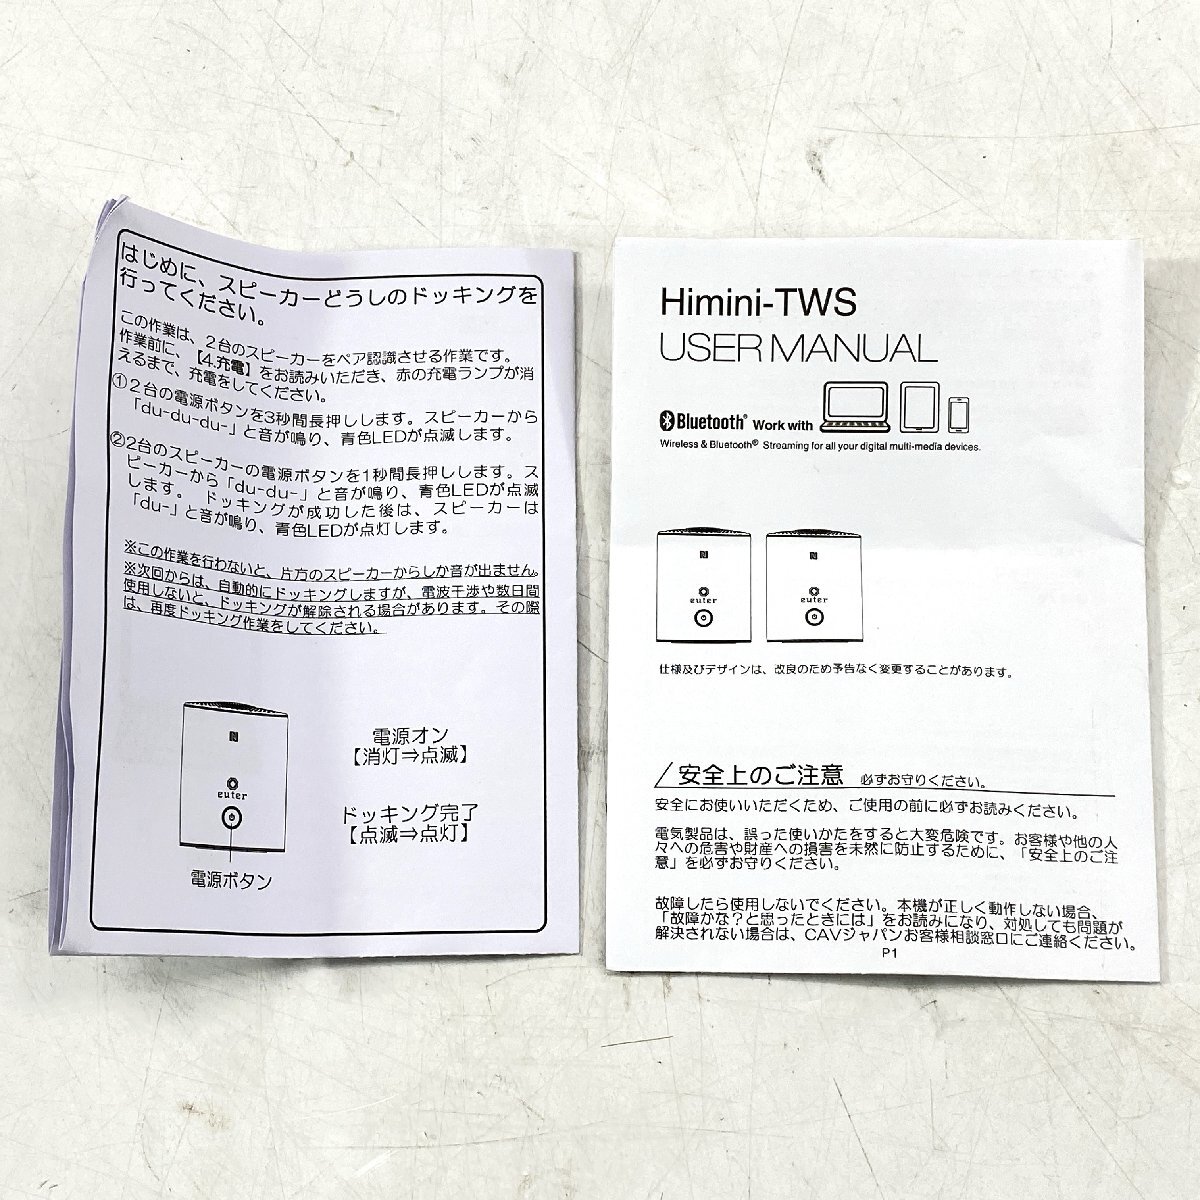 はじめに、スピーカーどうしのドッキングを
行ってください。
この作業は、2台のスピーカーをペア認識させる作業です。
作業前に、【4.充電】をお読みいただき、赤の充電ランプが消
えるまで、充電をしてください。
①2台の電源ボタンを3秒間長押しします。スピーカーから
「du-du-du-」と音が鳴り、青色LEDが点滅します。
②2台のスピーカーの電源ボタンを1秒間長押しします。ス
ピーカーから「du-du-」と音が鳴り、青色LEDが点滅
します。 ドッキングが成功した後は、スピーカーは
「du-」と音が鳴り、青色LEDが点灯します。
※この作業を行わないと、片方のスピーカーからしか音が出ません。
※次回からは、自動的にドッキングしますが、電波干渉や数日間
使用しないと、ドッキングが解除される場合があります。その際
は、再度ドッキング作業をしてください。
N
euter
電源ボタン
電源オン
【消灯⇒点滅】
ドッキング完了
【点滅⇒点灯】
Himini-TWS
USER MANUAL
Bluetooth® Work with
Wireless & Bluetooth® Streaming for all your digital multi-media devices.
N N
euter euter
仕様及びデザインは、改良のため予告なく変更することがあります。
／安全上のご注意 必ずお守りください。
安全にお使いいただくため、ご使用の前に必ずお読みください。
電気製品は、誤った使いかたをすると大変危険です。お客様や他の人
々への危害や財産への損害を未然に防止するために、「安全上のご注
意」を必ずお守りください。
故障したら使用しないでください。本機が正しく動作しない場合、
「故障かな？と思ったときには」をお読みになり、対処しても問題が
解決されない場合は、CAVジャパンお客様相談窓口にご連絡ください。
P1